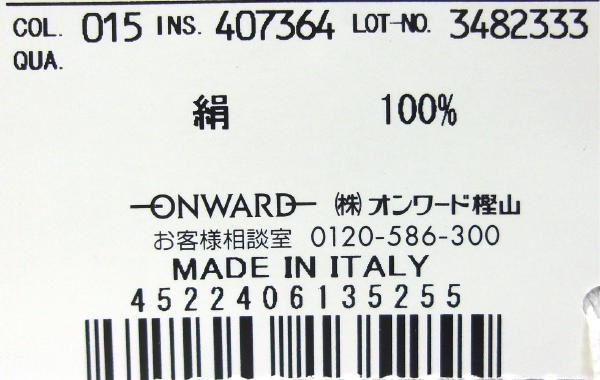 COL. 015 INS. 407364 LOT-NO. 3482333
QUA.
絹 100%
ONWARD (株)オンワード樫山
お客様相談室 0120-586-300
MADE IN ITALY
4522406135255